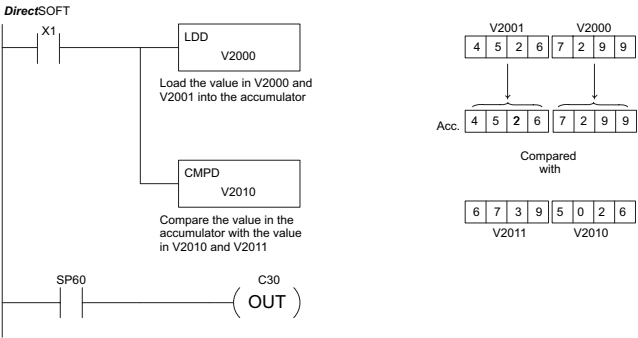 DirectSOFT
X1
LDD
V2000
Load the value in V2000 and
V2001 into the accumulator
CMPD
V2010
Compare the value in the
accumulator with the value
in V2010 and V2011
SP60
C30
OUT
V2001 V2000
4 5 2 6 7 2 9 9
Acc. 4 5 2 6 7 2 9 9
Compared
with
6 7 3 9 5 0 2 6
V2011 V2010